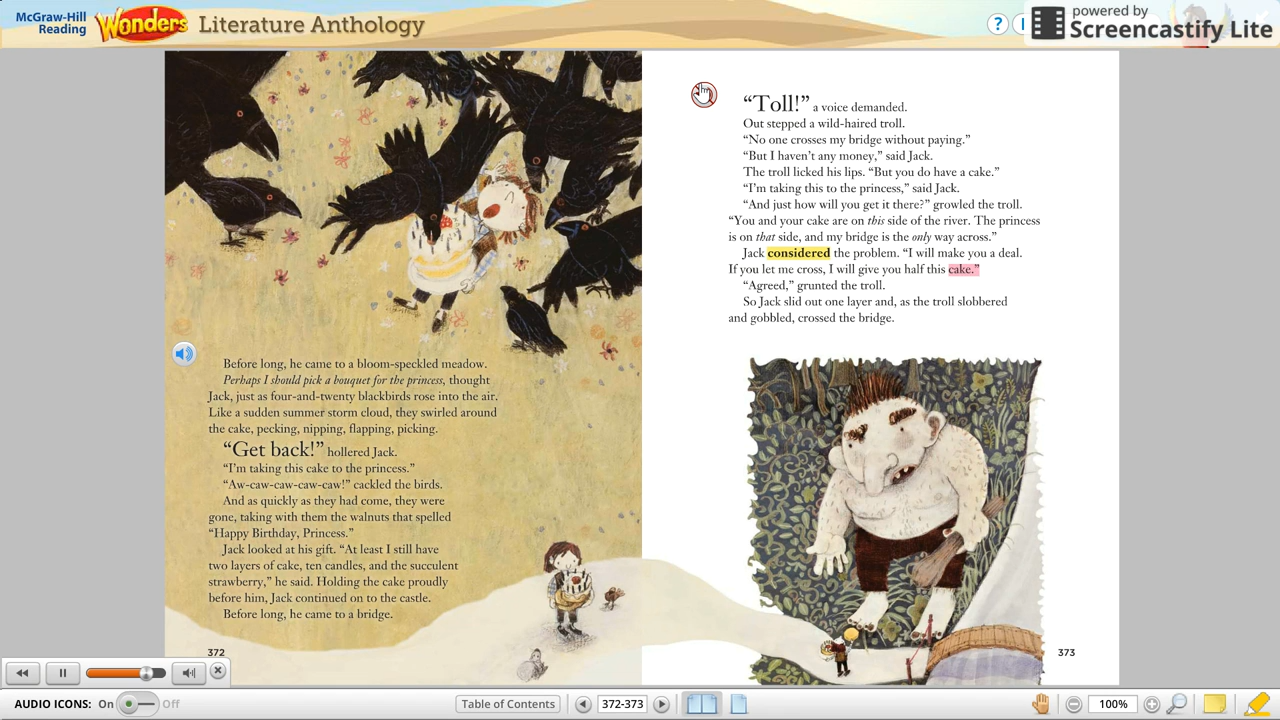 McGraw-Hill
Reading
Wonders
Literature Anthology
?
powered by
Screencastify Lite
Before long, he came to a bloom-speckled meadow.
Perhaps I should pick a bouquet for the princess, thought
Jack, just as four-and-twenty blackbirds rose into the air.
Like a sudden summer storm cloud, they swirled around
the cake, pecking, nipping, flapping, picking.
“Get back!” hollered Jack.
“I’m taking this cake to the princess.”
“Aw-caw-caw-caw-caw!” cackled the birds.
And as quickly as they had come, they were
gone, taking with them the walnuts that spelled
“Happy Birthday, Princess.”
Jack looked at his gift. “At least I still have
two layers of cake, ten candles, and the succulent
strawberry,” he said. Holding the cake proudly
before him, Jack continued on to the castle.
Before long, he came to a bridge.
372
“Toll!” a voice demanded.
Out stepped a wild-haired troll.
“No one crosses my bridge without paying.”
“But I haven’t any money,” said Jack.
The troll licked his lips. “But you do have a cake.”
“I’m taking this to the princess,” said Jack.
“And just how will you get it there?” growled the troll.
“You and your cake are on this side of the river. The princess
is on that side, and my bridge is the only way across.”
Jack considered the problem. “I will make you a deal.
If you let me cross, I will give you half this cake.”
“Agreed,” grunted the troll.
So Jack slid out one layer and, as the troll slobbered
and gobbled, crossed the bridge.
373
AUDIO ICONS: On Off
Table of Contents
372-373
100%